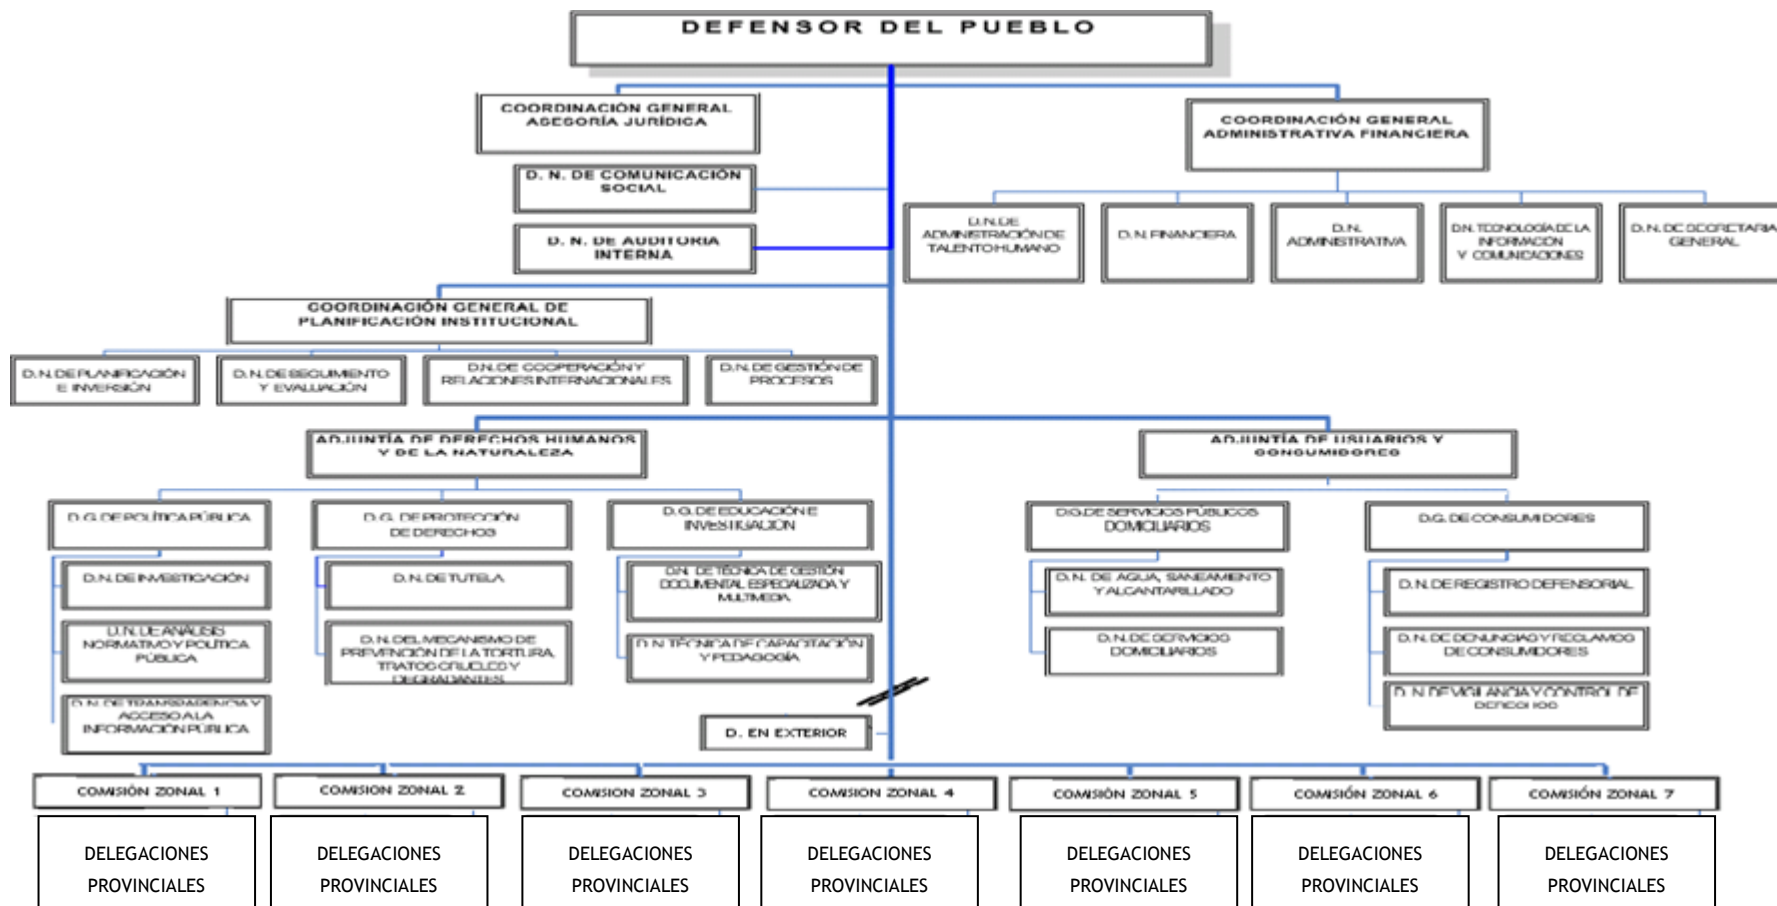 DEFENSOR DEL PUEBLO
COORDINACIÓN GENERAL
ASESORÍA JURÍDICA
COORDINACIÓN GENERAL
ADMINISTRATIVA FINANCIERA
D. N. DE COMUNICACIÓN
SOCIAL
D. N. DE AUDITORIA
INTERNA
D.N. DE
ADMINISTRACIÓN DE
TALENTO HUMANO
D.N. FINANCIERA
D.N.
ADMINISTRATIVA
D.N. TECNOLOGÍA DE LA
INFORMACIÓN
Y COMUNICACIONES
D.N. DE SECRETARIA
GENERAL
COORDINACIÓN GENERAL DE
PLANIFICACIÓN INSTITUCIONAL
D.N. DE PLANIFICACIÓN
E INVERSIÓN
D.N. DE SEGUIMIENTO
Y EVALUACIÓN
D.N. DE COOPERACIÓN Y
RELACIONES INTERNACIONALES
D.N. DE GESTIÓN DE
PROCESOS
ADJUNTÍA DE DERECHOS HUMANOS
Y DE LA NATURALEZA
ADJUNTÍA DE USUARIOS Y
CONSUMIDORES
D.G. DE POLÍTICA PÚBLICA
D.G. DE PROTECCIÓN
DE DERECHOS
D.G. DE EDUCACIÓN E
INVESTIGACIÓN
D.G. DE SERVICIOS PÚBLICOS
DOMICILIARIOS
D.G. DE CONSUMIDORES
D.N. DE INVESTIGACIÓN
D.N. DE TUTELA
D.N. DE TÉCNICA DE GESTIÓN
DOCUMENTAL ESPECIALIZADA Y
MULTIMEDIA
D.N. DE AGUA, SANEAMIENTO
Y ALCANTARILLADO
D.N. DE REGISTRO DEFENSORIAL
D.N. DE ANÁLISIS
NORMATIVO Y POLÍTICA
PÚBLICA
D.N. DEL MECANISMO DE
PREVENCIÓN DE LA TORTURA,
TRATOS CRUELES Y
DEGRADANTES
D.N. TÉCNICA DE CAPACITACIÓN
Y PEDAGOGÍA
D.N. DE SERVICIOS
DOMICILIARIOS
D.N. DE DENUNCIAS Y RECLAMOS
DE CONSUMIDORES
D.N. DE TRANSPARENCIA Y
ACCESO A LA
INFORMACIÓN PÚBLICA
D.N. DE VIGILANCIA Y CONTROL DE
DERECHOS
D. EN EXTERIOR
COMISIÓN ZONAL 1
COMISION ZONAL 2
COMISION ZONAL 3
COMISION ZONAL 4
COMISIÓN ZONAL 5
COMISIÓN ZONAL 6
COMISIÓN ZONAL 7
DELEGACIONES
PROVINCIALES
DELEGACIONES
PROVINCIALES
DELEGACIONES
PROVINCIALES
DELEGACIONES
PROVINCIALES
DELEGACIONES
PROVINCIALES
DELEGACIONES
PROVINCIALES
DELEGACIONES
PROVINCIALES